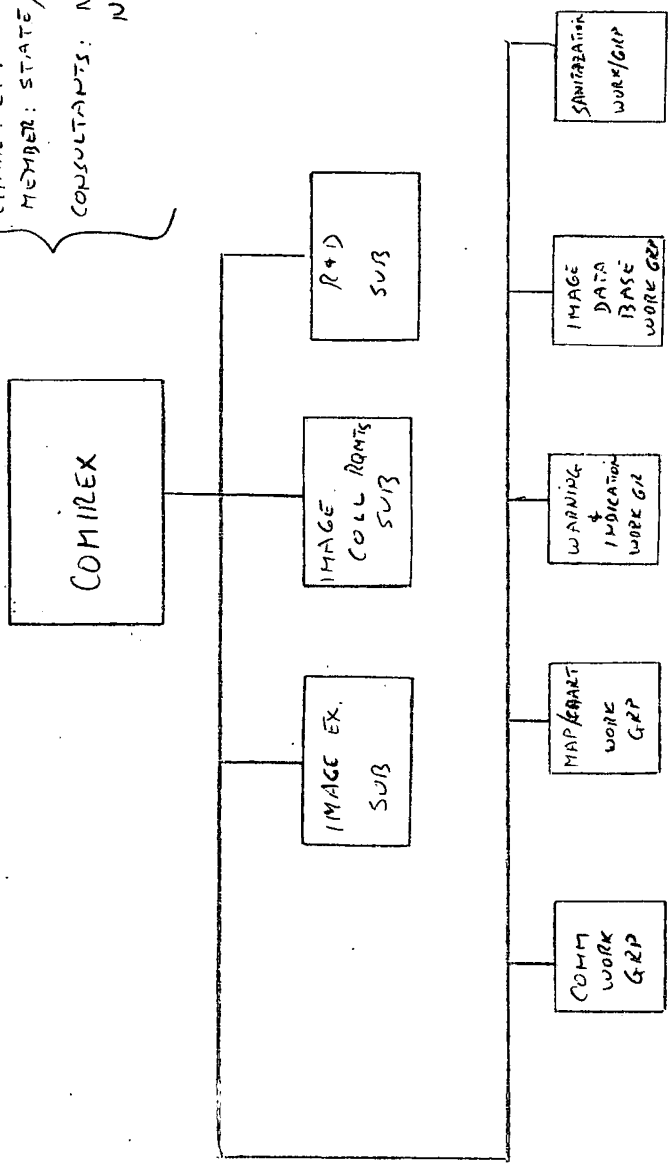 MEMBER: STATE/
CONSULTANTS: N
N
COMIREX
IMAGE EX.
SUB
IMAGE
COLL RQMTS
SUB
R+D
SUB
COMM
WORK
GRP
MAP/CHART
WORK
GRP
WARNING
+
INDICATION
WORK GR
IMAGE
DATA
BASE
WORK GRP
SANITAZATION
WORK/GRP